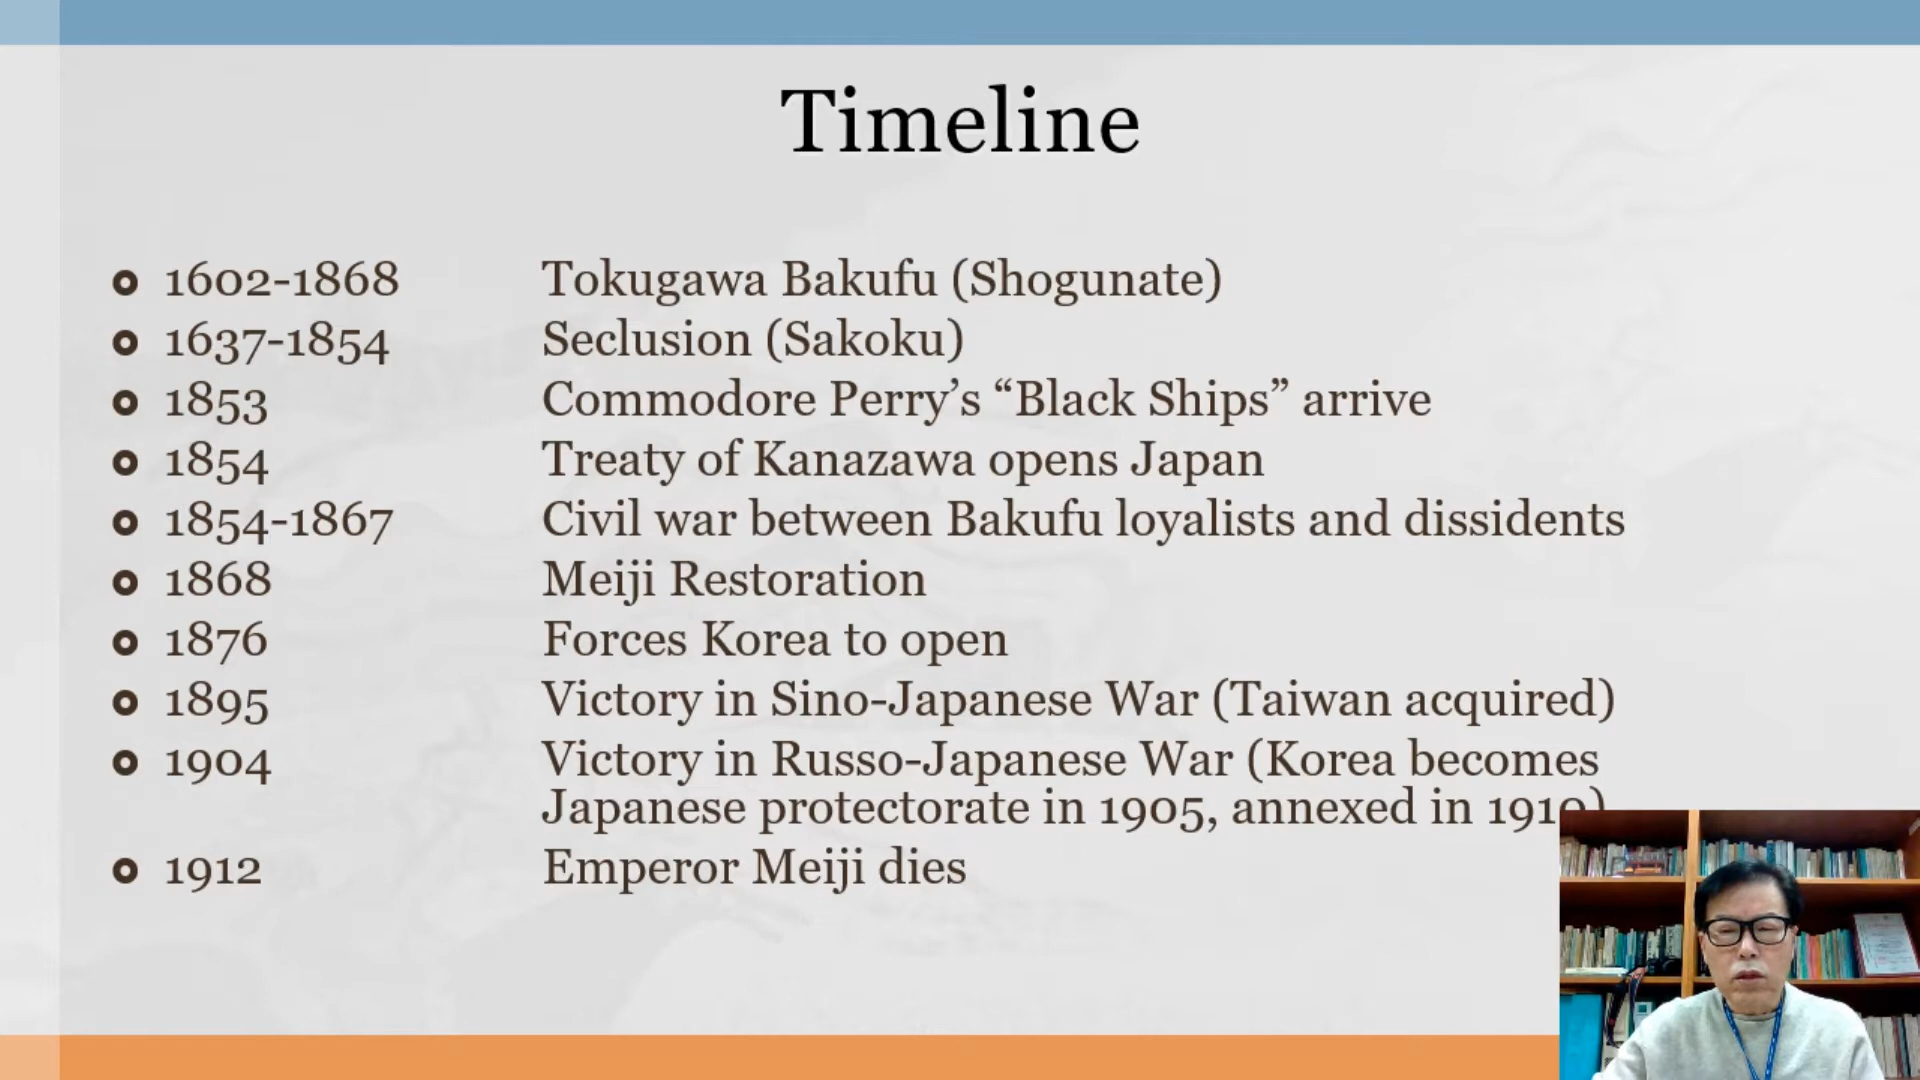 Timeline
1602-1868 Tokugawa Bakufu (Shogunate)
1637-1854 Seclusion (Sakoku)
1853 Commodore Perry’s “Black Ships” arrive
1854 Treaty of Kanazawa opens Japan
1854-1867 Civil war between Bakufu loyalists and dissidents
1868 Meiji Restoration
1876 Forces Korea to open
1895 Victory in Sino-Japanese War (Taiwan acquired)
1904 Victory in Russo-Japanese War (Korea becomes
Japanese protectorate in 1905, annexed in 1910)
1912 Emperor Meiji dies